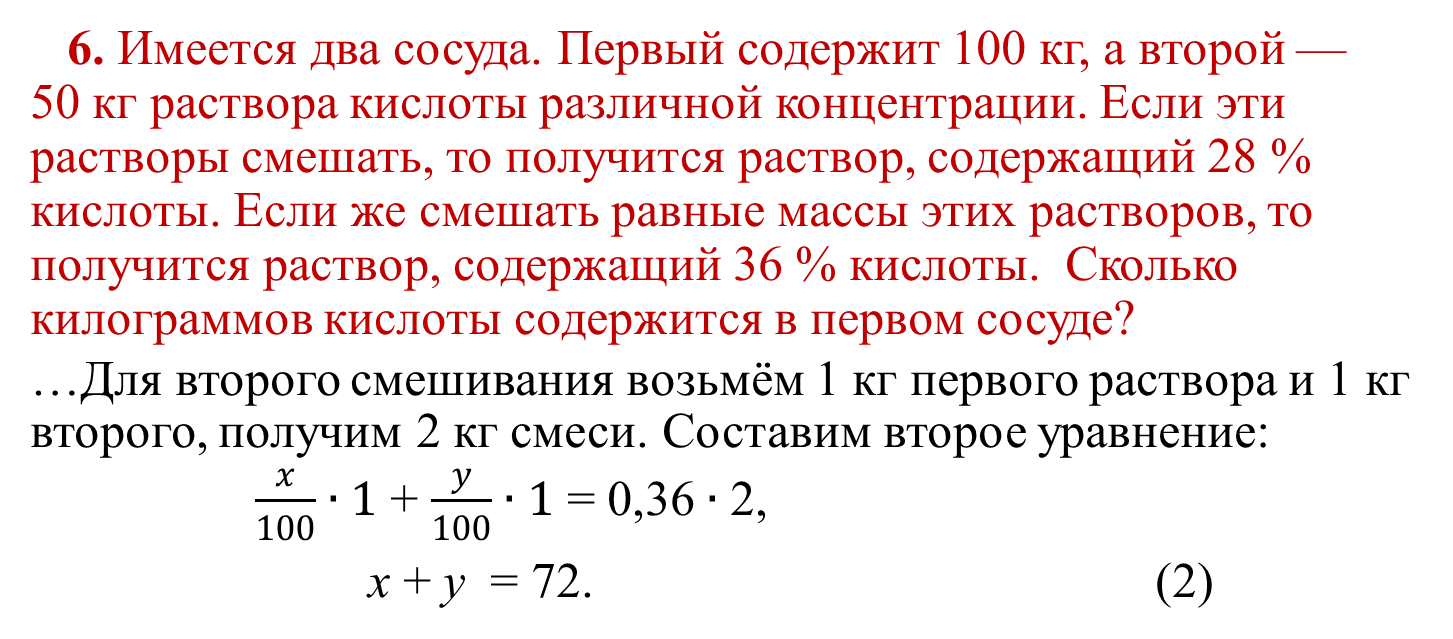 6. Имеется два сосуда. Первый содержит 100 кг, а второй —
50 кг раствора кислоты различной концентрации. Если эти
растворы смешать, то получится раствор, содержащий 28 %
кислоты. Если же смешать равные массы этих растворов, то
получится раствор, содержащий 36 % кислоты. Сколько
килограммов кислоты содержится в первом сосуде?
…Для второго смешивания возьмём 1 кг первого раствора и 1 кг
второго, получим 2 кг смеси. Составим второе уравнение:
x/100 · 1 + y/100 · 1 = 0,36 · 2,
x + y = 72. (2)